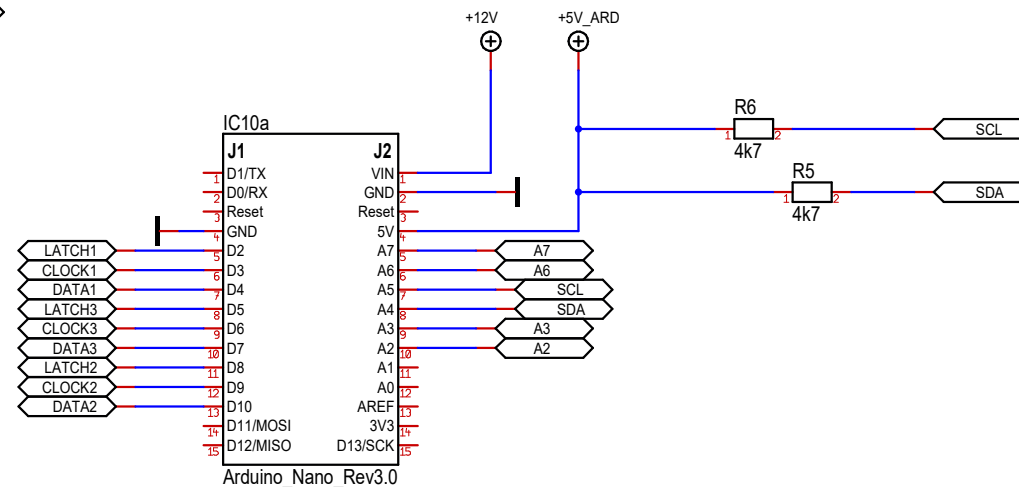 +12V +5V_ARD
R6
1 2 SCL
4k7
IC10a
J1 J2
R5
1 2 SDA
4k7
D1/TX 1 VIN 1
D0/RX 2 GND 2
Reset 3 Reset 3
GND 4 5V 4
LATCH1 D2 5 A7 5 A7
CLOCK1 D3 6 A6 6 A6
DATA1 D4 7 A5 7 SCL
LATCH3 D5 8 A4 8 SDA
CLOCK3 D6 9 A3 9 A3
DATA3 D7 10 A2 10 A2
LATCH2 D8 11 A1 11
CLOCK2 D9 12 A0 12
DATA2 D10 13 AREF 13
D11/MOSI 14 3V3 14
D12/MISO 15 D13/SCK 15
Arduino_Nano_Rev3.0